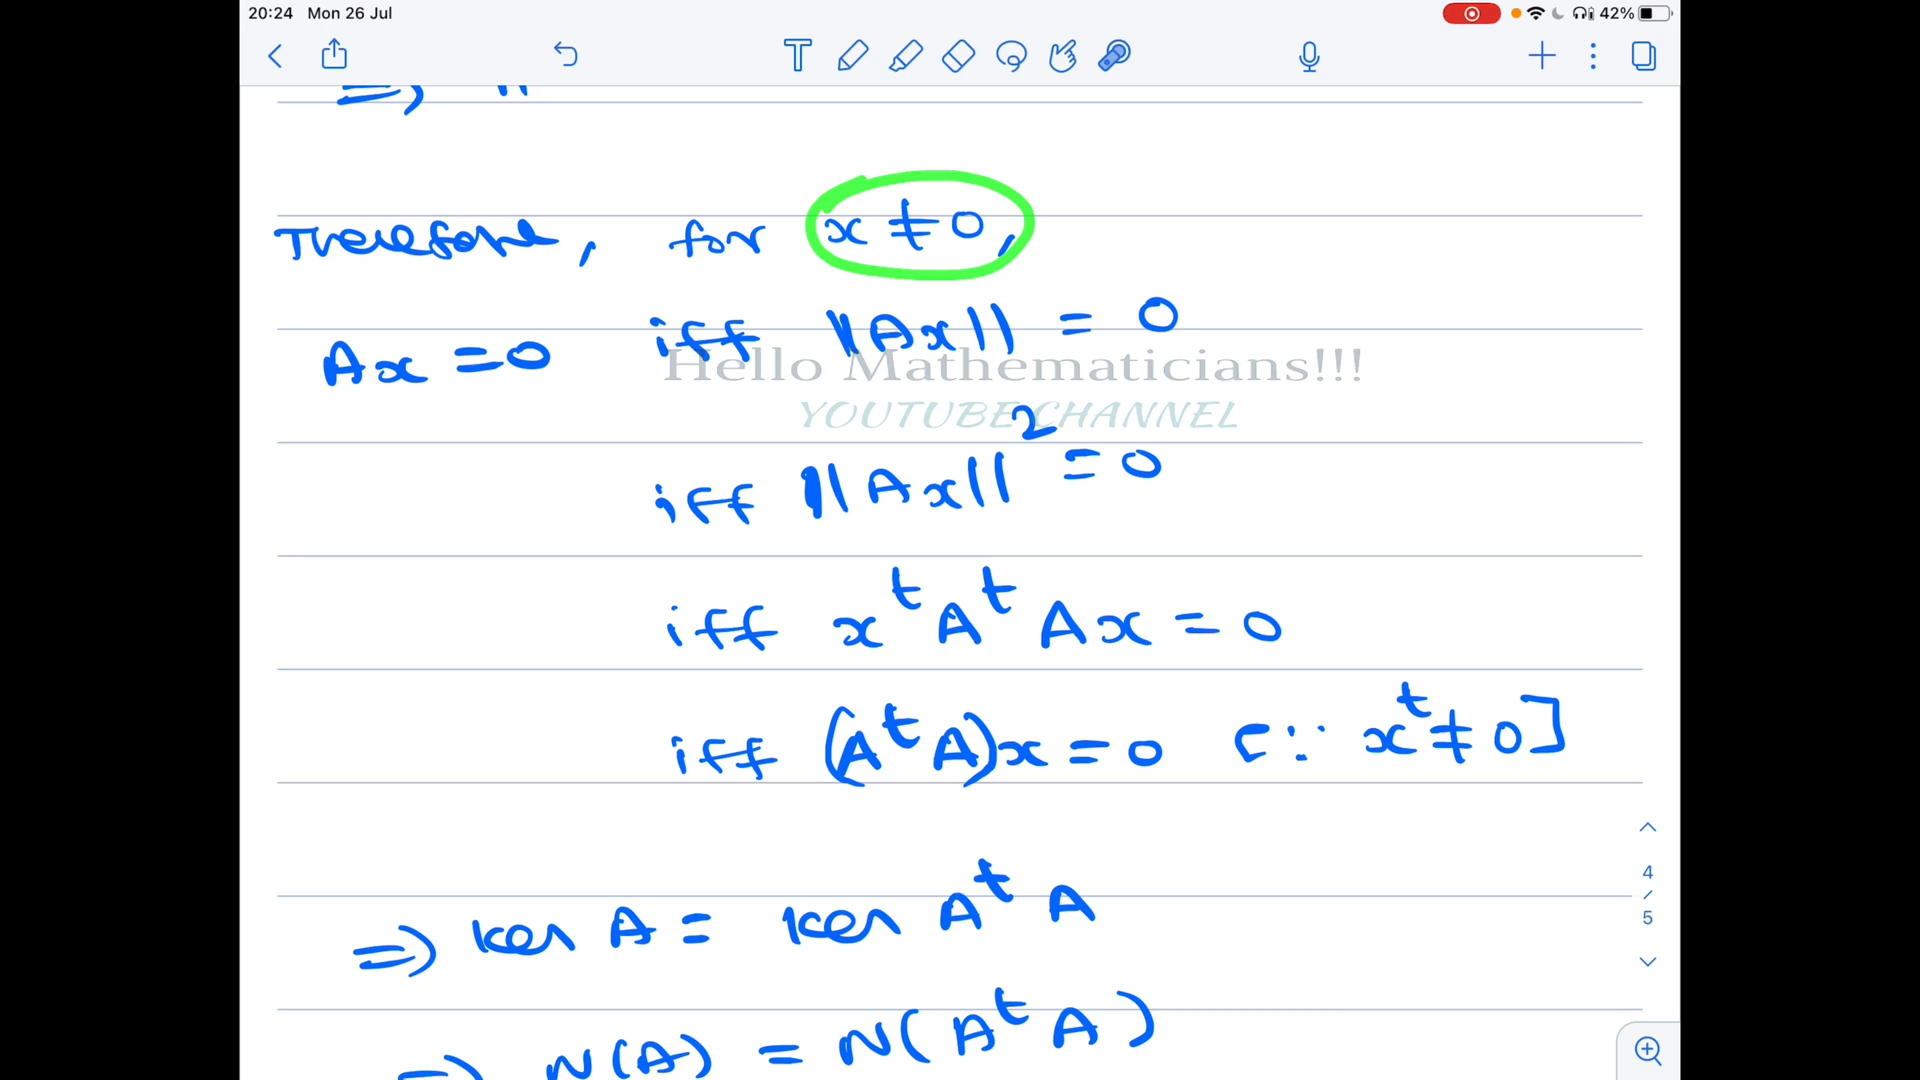 20:24 Mon 26 Jul 42%
T
Therefore, for x ≠ 0,
Ax = 0 iff ||Ax|| = 0
Hello Mathematicians!!!
YOUTUBE CHANNEL
iff ||Ax||² = 0
iff xᵗAᵗAx = 0
iff (AᵗA)x = 0 [∵ xᵗ ≠ 0]
4
/
5
⇒ ker A = ker AᵗA
⇒ N(A) = N(AᵗA)